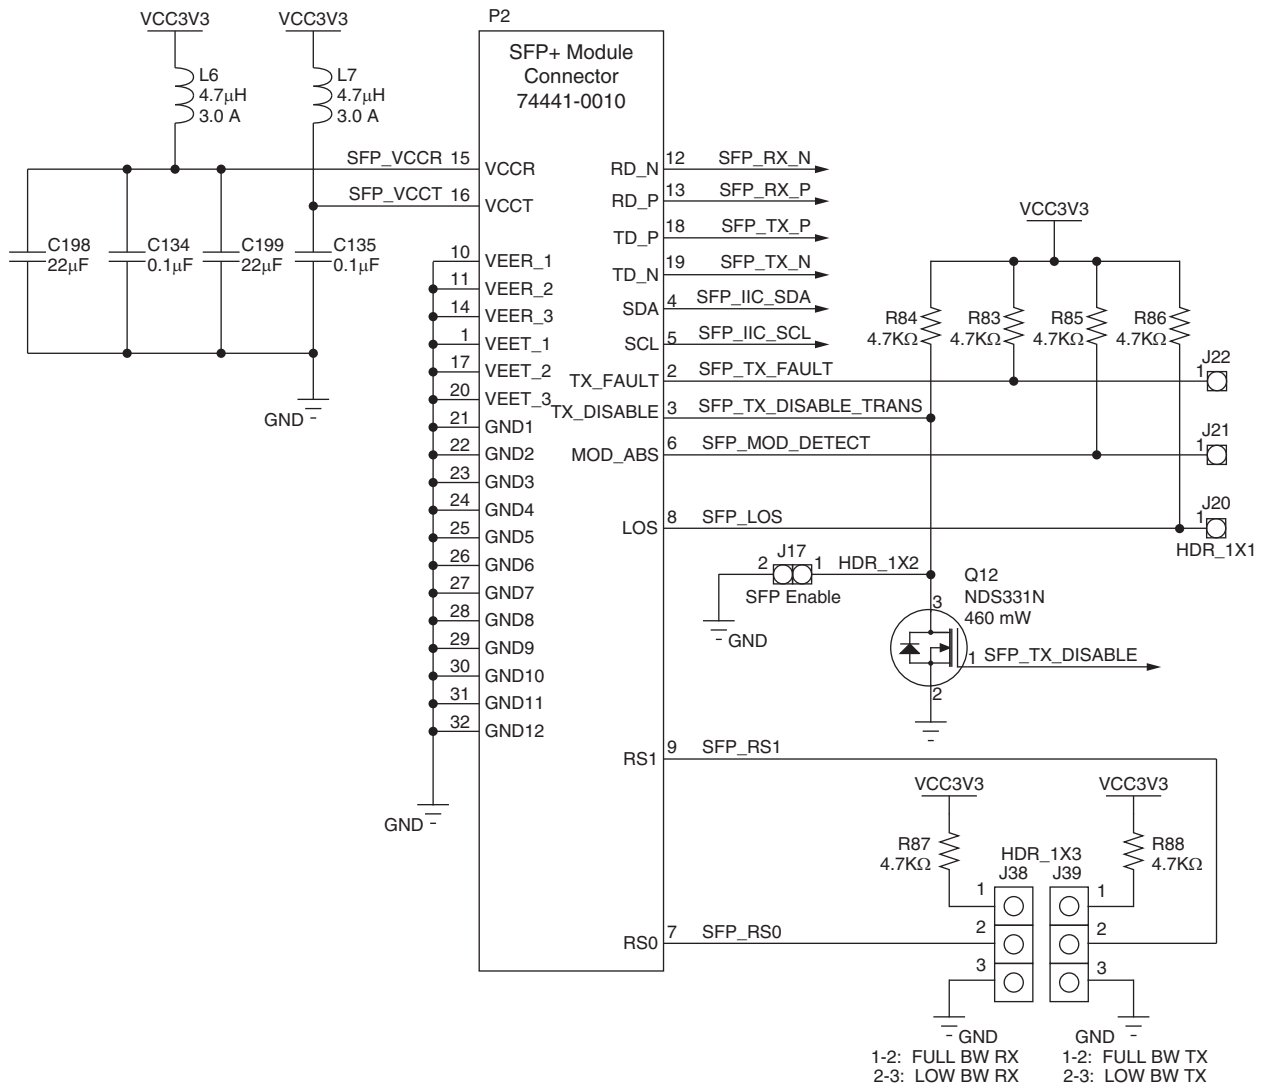 VCC3V3
VCC3V3
P2
SFP+ Module
Connector
74441-0010
L6
4.7μH
3.0 A
L7
4.7μH
3.0 A
SFP_VCCR 15
VCCR
SFP_VCCT 16
VCCT
C198
22μF
C134
0.1μF
C199
22μF
C135
0.1μF
GND
10
VEER_1
11
VEER_2
14
VEER_3
1
VEET_1
17
VEET_2
20
VEET_3
21
GND1
22
GND2
23
GND3
24
GND4
25
GND5
26
GND6
27
GND7
28
GND8
29
GND9
30
GND10
31
GND11
32
GND12
GND
RD_N
12
SFP_RX_N
RD_P
13
SFP_RX_P
TD_P
18
SFP_TX_P
TD_N
19
SFP_TX_N
SDA
4
SFP_IIC_SDA
SCL
5
SFP_IIC_SCL
TX_FAULT
2
SFP_TX_FAULT
TX_DISABLE
3
SFP_TX_DISABLE_TRANS
MOD_ABS
6
SFP_MOD_DETECT
LOS
8
SFP_LOS
VCC3V3
R84
4.7KΩ
R83
4.7KΩ
R85
4.7KΩ
R86
4.7KΩ
J22
1
J21
1
J20
1
HDR_1X1
J17
2
1
HDR_1X2
SFP Enable
GND
Q12
NDS331N
460 mW
3
1
SFP_TX_DISABLE
2
RS1
9
SFP_RS1
VCC3V3
VCC3V3
R87
4.7KΩ
R88
4.7KΩ
HDR_1X3
J38
J39
1
1
RS0
7
SFP_RS0
2
2
3
3
GND
GND
1-2: FULL BW RX
2-3: LOW BW RX
1-2: FULL BW TX
2-3: LOW BW TX